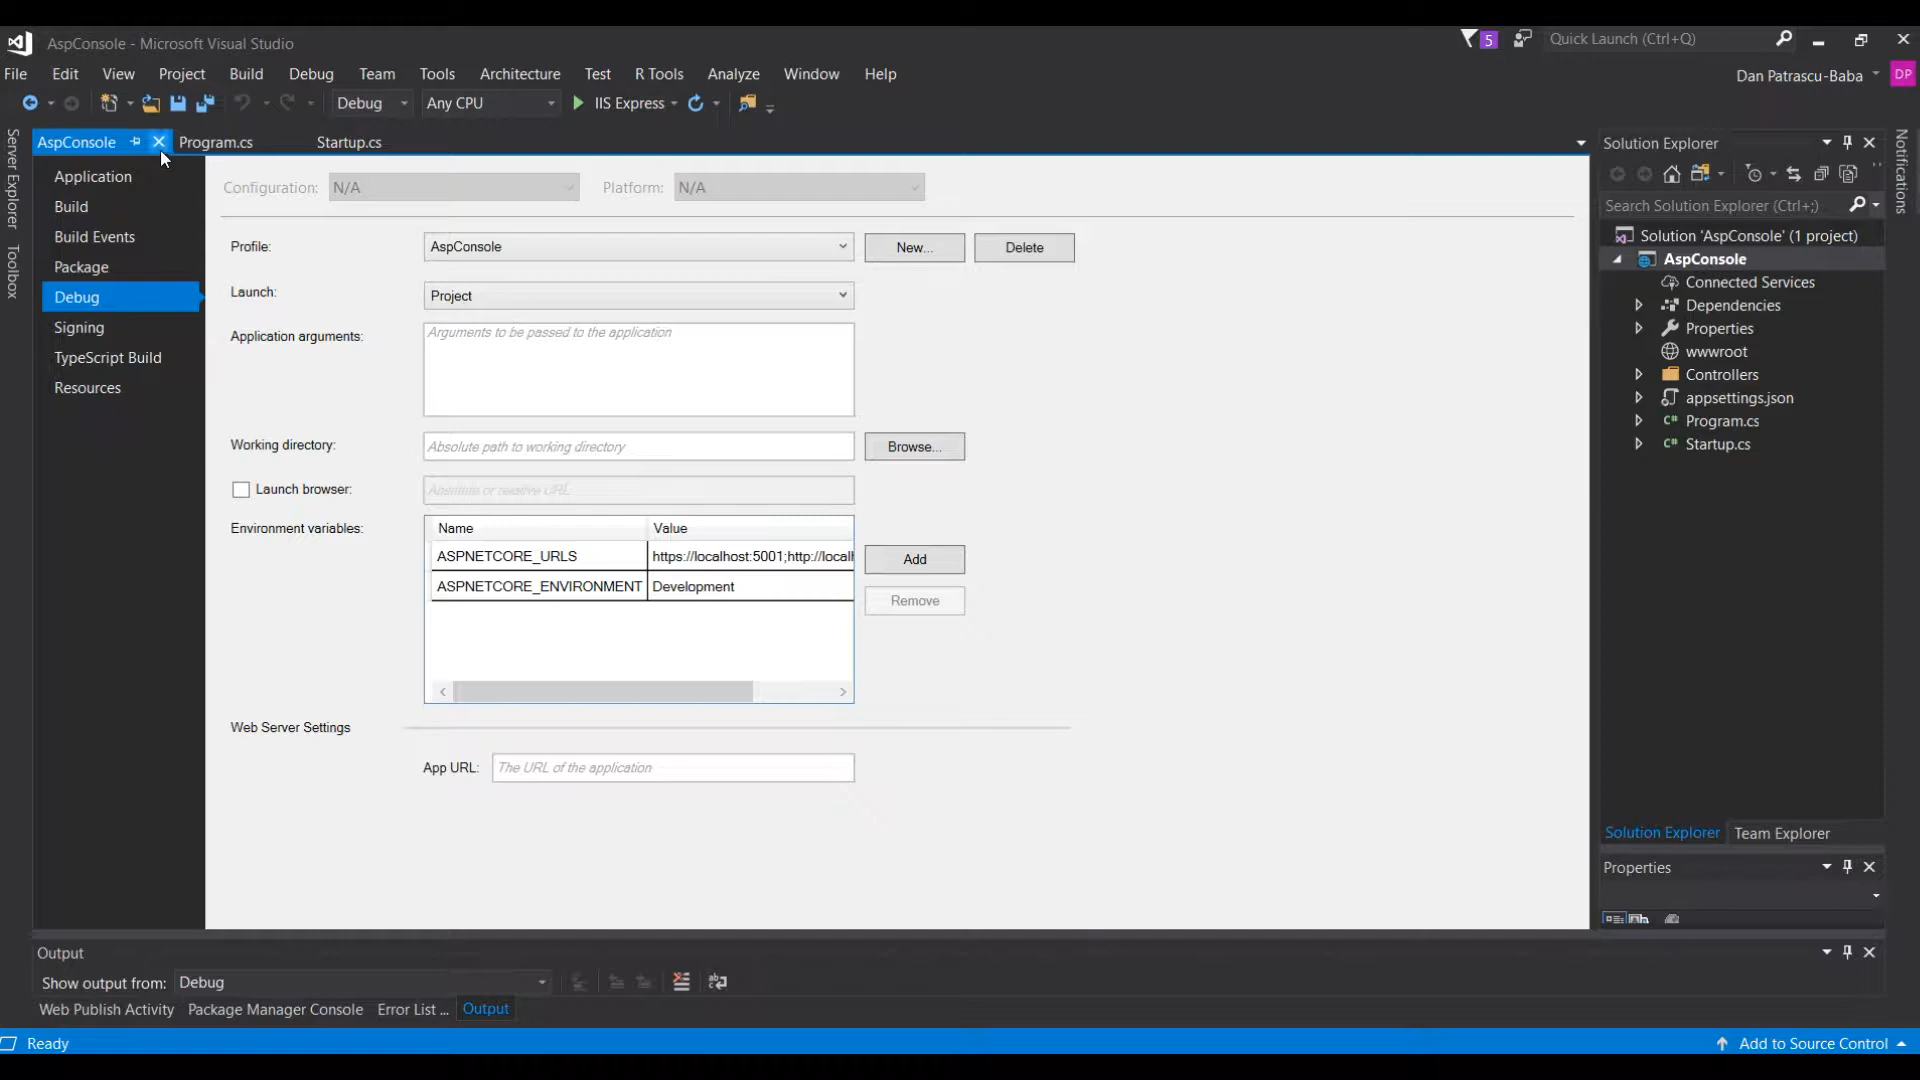 AspConsole - Microsoft Visual Studio
5
Quick Launch (Ctrl+Q)
File Edit View Project Build Debug Team Tools Architecture Test R Tools Analyze Window Help
Dan Patrascu-Baba
DP
Debug Any CPU IIS Express
Server Explorer
Toolbox
AspConsole Program.cs Startup.cs
Application
Build
Build Events
Package
Debug
Signing
TypeScript Build
Resources
Configuration: N/A Platform: N/A
Profile: AspConsole New... Delete
Launch: Project
Application arguments: Arguments to be passed to the application
Working directory: Absolute path to working directory Browse...
Launch browser: Absolute or relative URL
Environment variables: Name Value
ASPNETCORE_URLS https://localhost:5001;http://localh
Add
ASPNETCORE_ENVIRONMENT Development
Remove
Web Server Settings
App URL: The URL of the application
Solution Explorer
Search Solution Explorer (Ctrl+;)
Solution 'AspConsole' (1 project)
AspConsole
Connected Services
Dependencies
Properties
wwwroot
Controllers
appsettings.json
C# Program.cs
C# Startup.cs
Solution Explorer Team Explorer
Properties
Notifications
Output
Show output from: Debug
Web Publish Activity Package Manager Console Error List ... Output
Ready
Add to Source Control